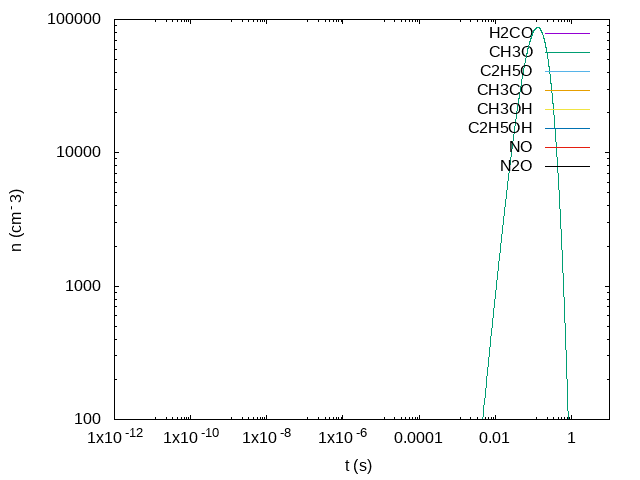 100000
10000
1000
100
n (cm^-3)
H2CO
CH3O
C2H5O
CH3CO
CH3OH
C2H5OH
NO
N2O
1x10^-12 1x10^-10 1x10^-8 1x10^-6 0.0001 0.01 1
t (s)